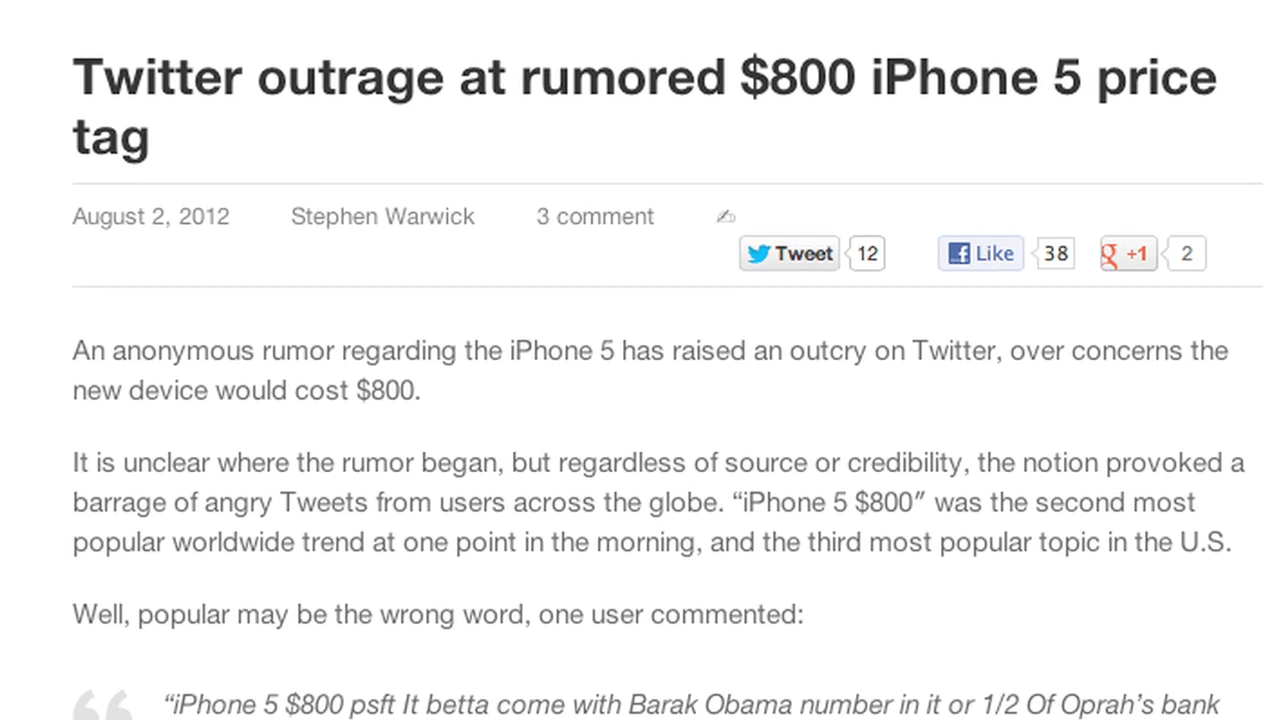 Twitter outrage at rumored $800 iPhone 5 price
tag
August 2, 2012 Stephen Warwick 3 comment ✍
Tweet 12 Like 38 +1 2
An anonymous rumor regarding the iPhone 5 has raised an outcry on Twitter, over concerns the
new device would cost $800.
It is unclear where the rumor began, but regardless of source or credibility, the notion provoked a
barrage of angry Tweets from users across the globe. “iPhone 5 $800″ was the second most
popular worldwide trend at one point in the morning, and the third most popular topic in the U.S.
Well, popular may be the wrong word, one user commented:
“iPhone 5 $800 psft It betta come with Barak Obama number in it or 1/2 Of Oprah’s bank